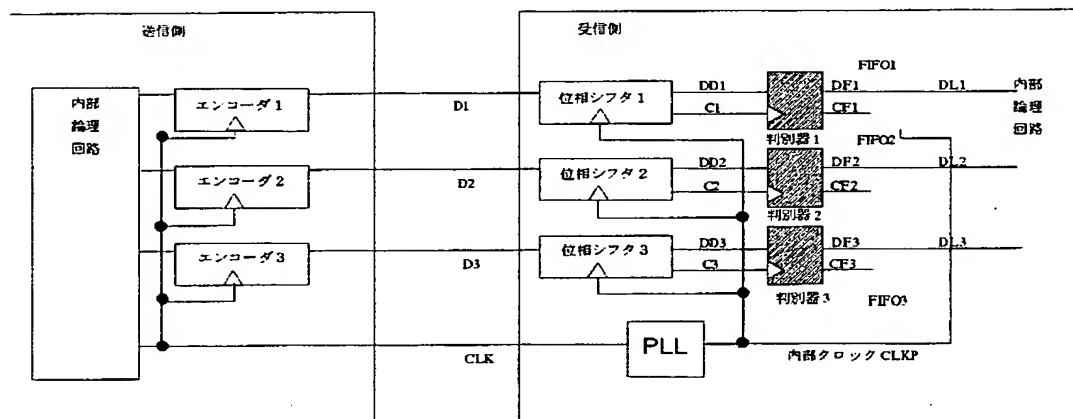 送信側
受信側
内部
論理
回路
エンコーダ1
エンコーダ2
エンコーダ3
D1
D2
D3
CLK
位相シフタ1
位相シフタ2
位相シフタ3
PLL
DD1
C1
DD2
C2
DD3
C3
判別器1
判別器2
判別器3
FIFO1
DF1
CF1
DL1
FIFO2
DF2
CF2
DL2
DF3
CF3
DL3
FIFO3
内部
論理
回路
内部クロックCLKP